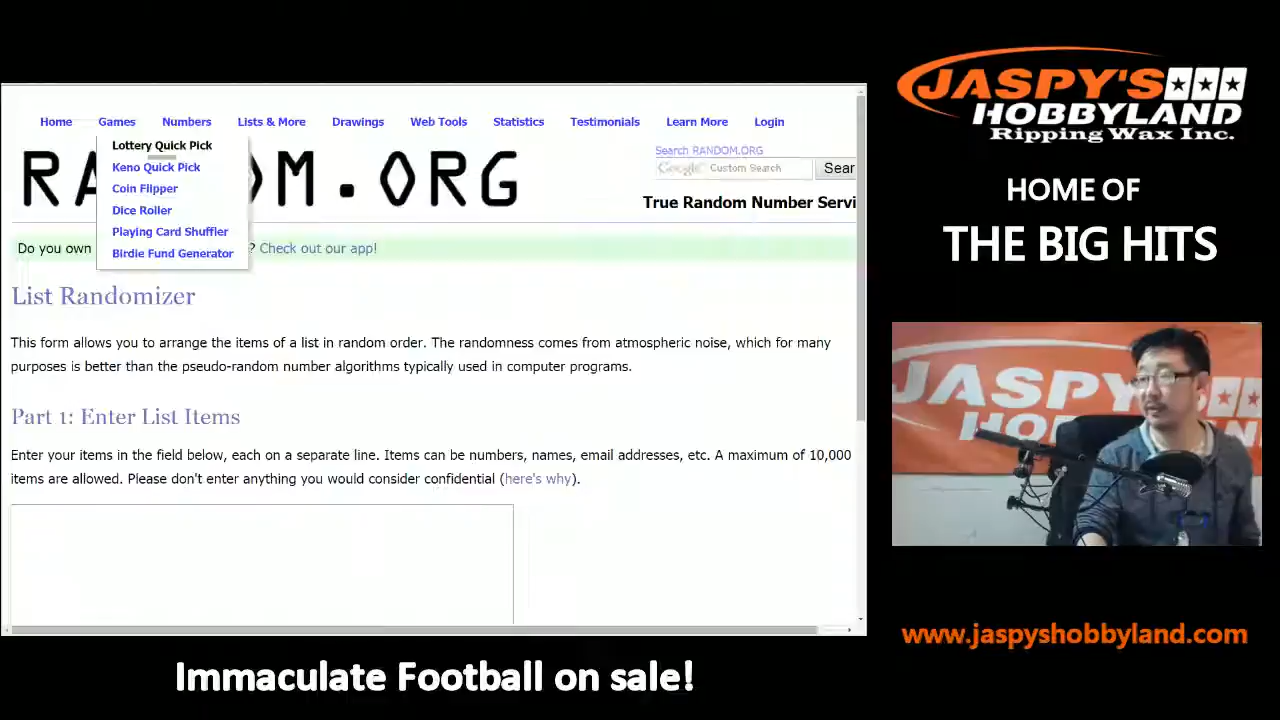 Home Games Numbers Lists & More Drawings Web Tools Statistics Testimonials Learn More Login
Lottery Quick Pick
Keno Quick Pick
Coin Flipper
Dice Roller
Playing Card Shuffler
Birdie Fund Generator
RA DOM.ORG
Search RANDOM.ORG
Google Custom Search Sear
True Random Number Servi
Do you own ? Check out our app!
List Randomizer
This form allows you to arrange the items of a list in random order. The randomness comes from atmospheric noise, which for many
purposes is better than the pseudo-random number algorithms typically used in computer programs.
Part 1: Enter List Items
Enter your items in the field below, each on a separate line. Items can be numbers, names, email addresses, etc. A maximum of 10,000
items are allowed. Please don't enter anything you would consider confidential (here's why).
JASPY'S
HOBBYLAND
Ripping Wax Inc.
HOME OF
THE BIG HITS
JASPY'S
www.jaspyshobbyland.com
Immaculate Football on sale!